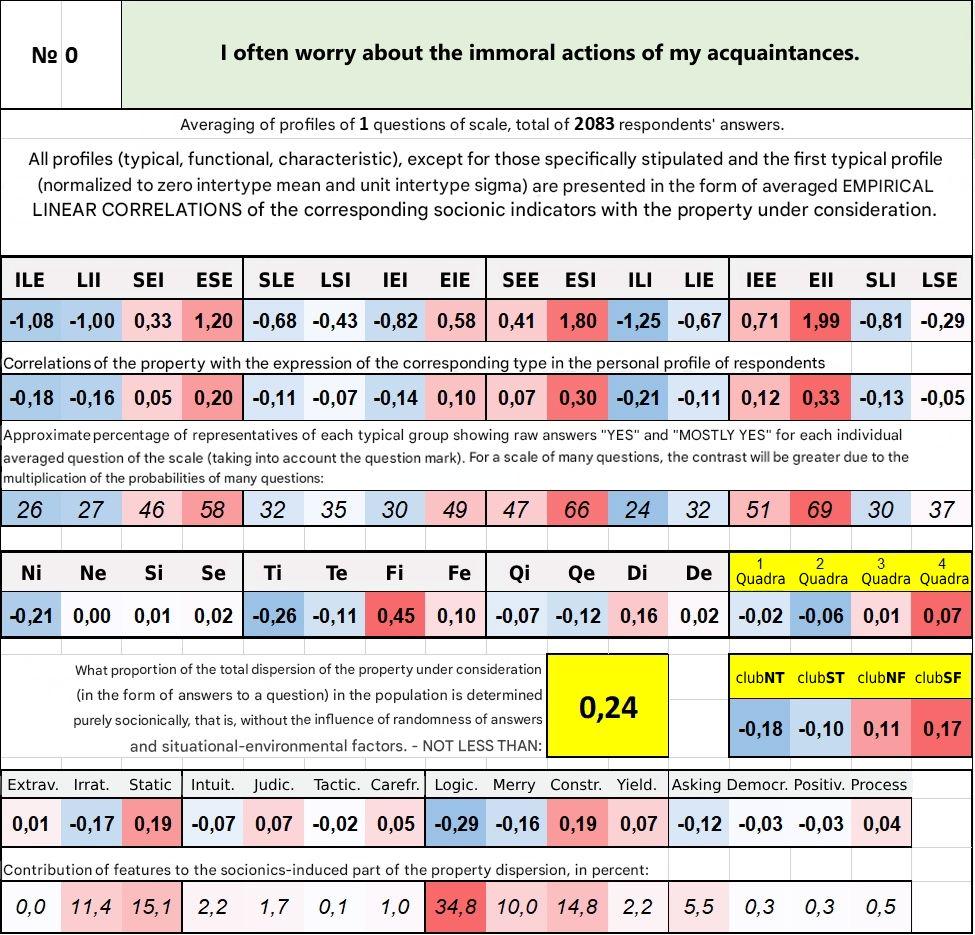 № 0
I often worry about the immoral actions of my acquaintances.
Averaging of profiles of 1 questions of scale, total of 2083 respondents' answers.
All profiles (typical, functional, characteristic), except for those specifically stipulated and the first typical profile
(normalized to zero intertype mean and unit intertype sigma) are presented in the form of averaged EMPIRICAL
LINEAR CORRELATIONS of the corresponding socionic indicators with the property under consideration.
ILE LII SEI ESE SLE LSI IEI EIE SEE ESI ILI LIE IEE EII SLI LSE
-1,08 -1,00 0,33 1,20 -0,68 -0,43 -0,82 0,58 0,41 1,80 -1,25 -0,67 0,71 1,99 -0,81 -0,29
Correlations of the property with the expression of the corresponding type in the personal profile of respondents
-0,18 -0,16 0,05 0,20 -0,11 -0,07 -0,14 0,10 0,07 0,30 -0,21 -0,11 0,12 0,33 -0,13 -0,05
Approximate percentage of representatives of each typical group showing raw answers "YES" and "MOSTLY YES" for each individual
averaged question of the scale (taking into account the question mark). For a scale of many questions, the contrast will be greater due to the
multiplication of the probabilities of many questions:
26 27 46 58 32 35 30 49 47 66 24 32 51 69 30 37
Ni Ne Si Se Ti Te Fi Fe Qi Qe Di De 1 Quadra 2 Quadra 3 Quadra 4 Quadra
-0,21 0,00 0,01 0,02 -0,26 -0,11 0,45 0,10 -0,07 -0,12 0,16 0,02 -0,02 -0,06 0,01 0,07
What proportion of the total dispersion of the property under consideration
(in the form of answers to a question) in the population is determined
purely socionically, that is, without the influence of randomness of answers
and situational-environmental factors. - NOT LESS THAN:
0,24
clubNT clubST clubNF clubSF
-0,18 -0,10 0,11 0,17
Extrav. Irrat. Static Intuit. Judic. Tactic. Carefr. Logic. Merry Constr. Yield. Asking Democr. Positiv. Process
0,01 -0,17 0,19 -0,07 0,07 -0,02 0,05 -0,29 -0,16 0,19 0,07 -0,12 -0,03 -0,03 0,04
Contribution of features to the socionics-induced part of the property dispersion, in percent:
0,0 11,4 15,1 2,2 1,7 0,1 1,0 34,8 10,0 14,8 2,2 5,5 0,3 0,3 0,5